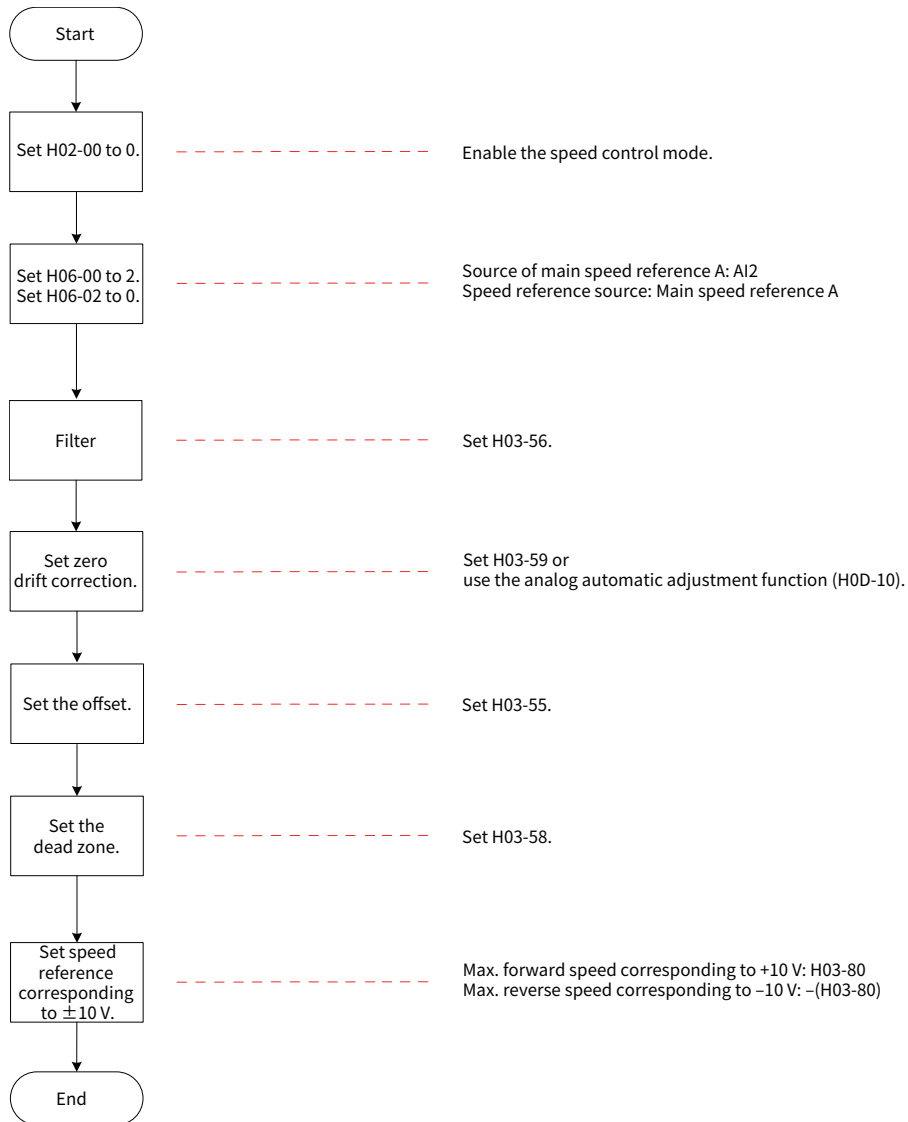 Start
Set H02-00 to 0.
Enable the speed control mode.
Set H06-00 to 2.
Set H06-02 to 0.
Source of main speed reference A: AI2
Speed reference source: Main speed reference A
Filter
Set H03-56.
Set zero
drift correction.
Set H03-59 or
use the analog automatic adjustment function (H0D-10).
Set the offset.
Set H03-55.
Set the
dead zone.
Set H03-58.
Set speed
reference
corresponding
to ±10 V.
Max. forward speed corresponding to +10 V: H03-80
Max. reverse speed corresponding to –10 V: –(H03-80)
End